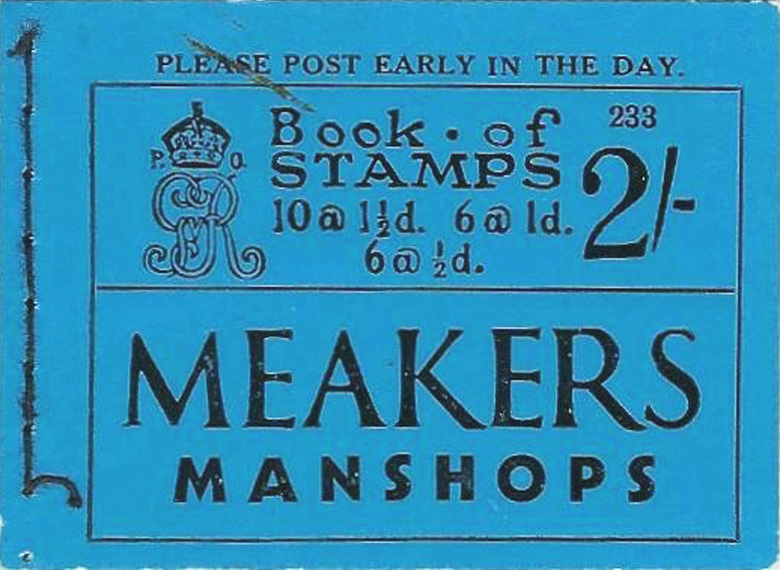 PLEASE POST EARLY IN THE DAY.
233
P. O.
Book · of
STAMPS
2/-
10@1½d. 6@1d.
6@½d.
MEAKERS
MANSHOPS